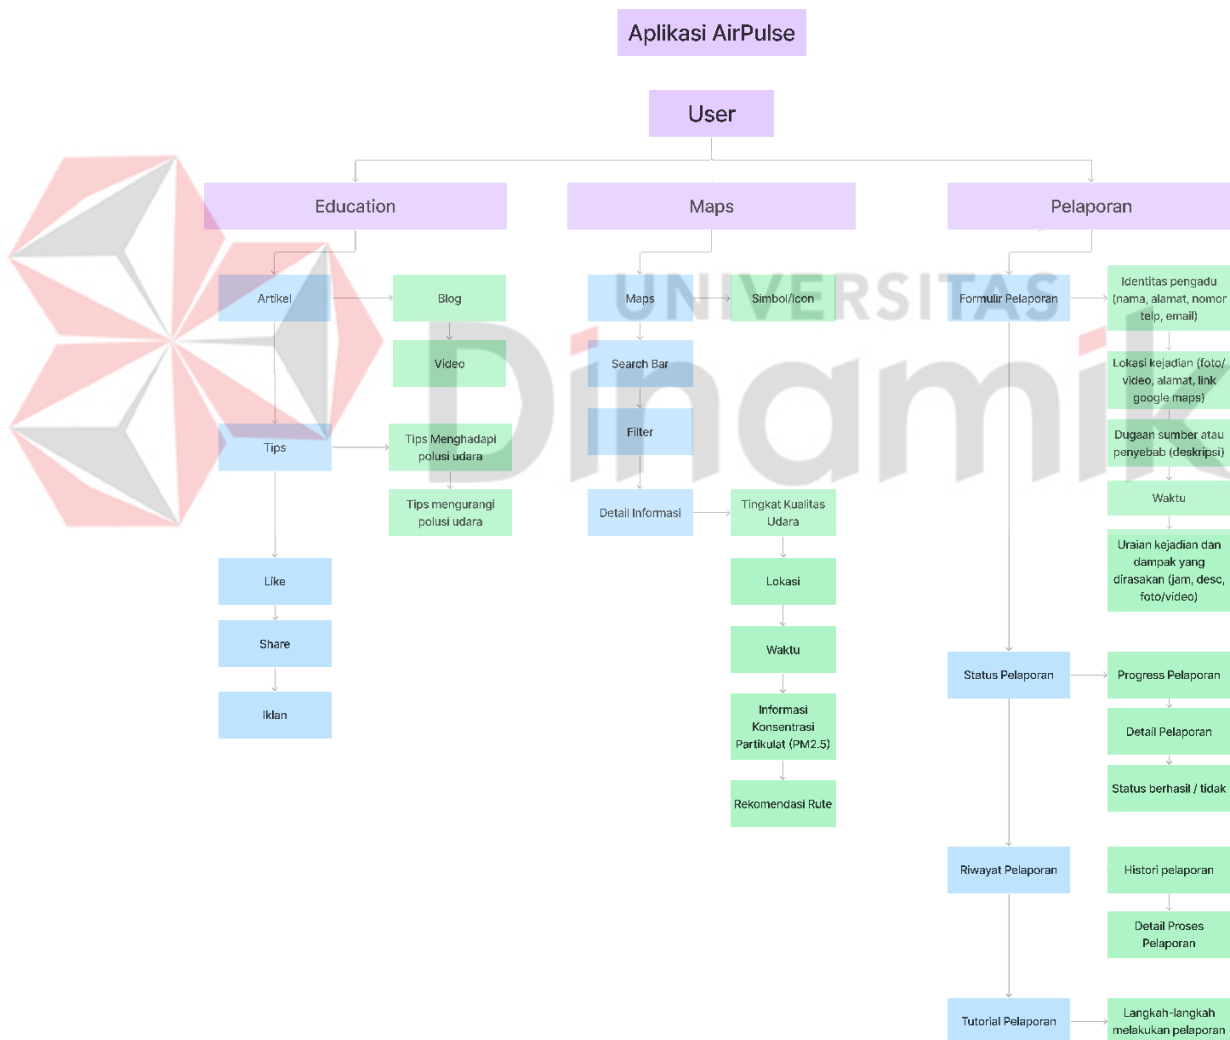 Aplikasi AirPulse
User
Education
Artikel
Blog
Video
Tips
Tips Menghadapi
polusi udara
Tips mengurangi
polusi udara
Like
Share
Iklan
Maps
Maps
Simbol/Icon
Search Bar
Filter
Detail Informasi
Tingkat Kualitas
Udara
Lokasi
Waktu
Informasi
Konsentrasi
Partikulat (PM2.5)
Rekomendasi Rute
Pelaporan
Formulir Pelaporan
Identitas pengadu
(nama, alamat, nomor
telp, email)
Lokasi kejadian (foto/
video, alamat, link
google maps)
Dugaan sumber atau
penyebab (deskripsi)
Waktu
Uraian kejadian dan
dampak yang
dirasakan (jam, desc,
foto/video)
Status Pelaporan
Progress Pelaporan
Detail Pelaporan
Status berhasil / tidak
Riwayat Pelaporan
Histori pelaporan
Detail Proses
Pelaporan
Tutorial Pelaporan
Langkah-langkah
melakukan pelaporan
UNIVERSITAS
Dinamik